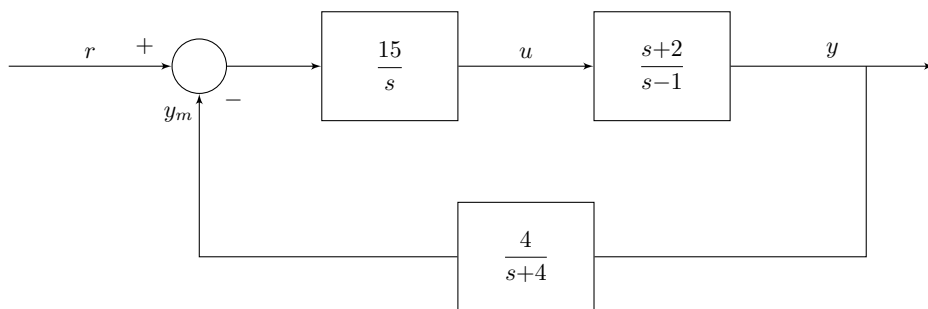 r
+
−
y_m
15/s
u
(s+2)/(s−1)
y
4/(s+4)